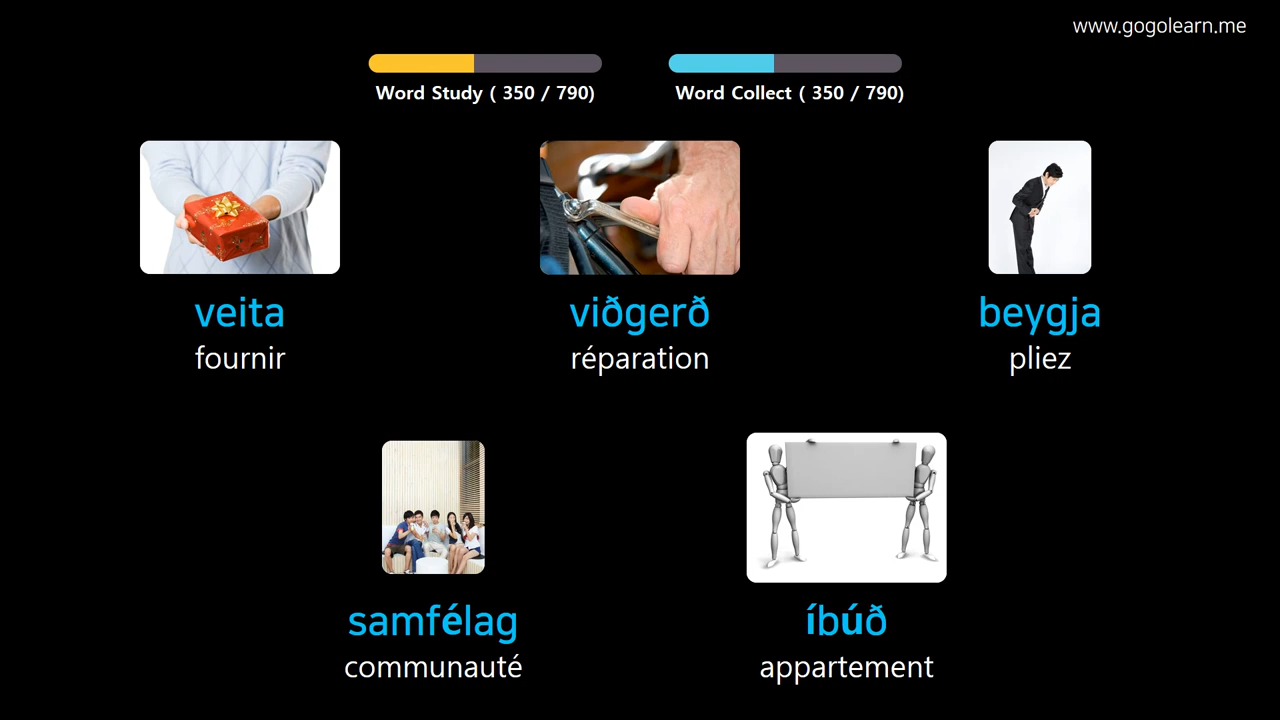 www.gogolearn.me
Word Study ( 350 / 790)
Word Collect ( 350 / 790)
veita
fournir
viðgerð
réparation
beygja
pliez
samfélag
communauté
íbúð
appartement